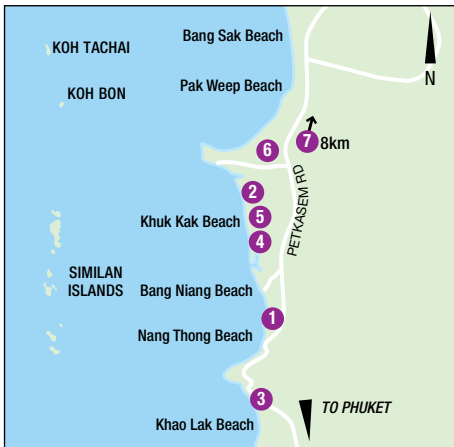 Bang Sak Beach
KOH TACHAI
Pak Weep Beach
N
KOH BON
7
8km
6
PETKASEM RD
2
5
Khuk Kak Beach
4
SIMILAN
ISLANDS
Bang Niang Beach
1
Nang Thong Beach
3
TO PHUKET
Khao Lak Beach